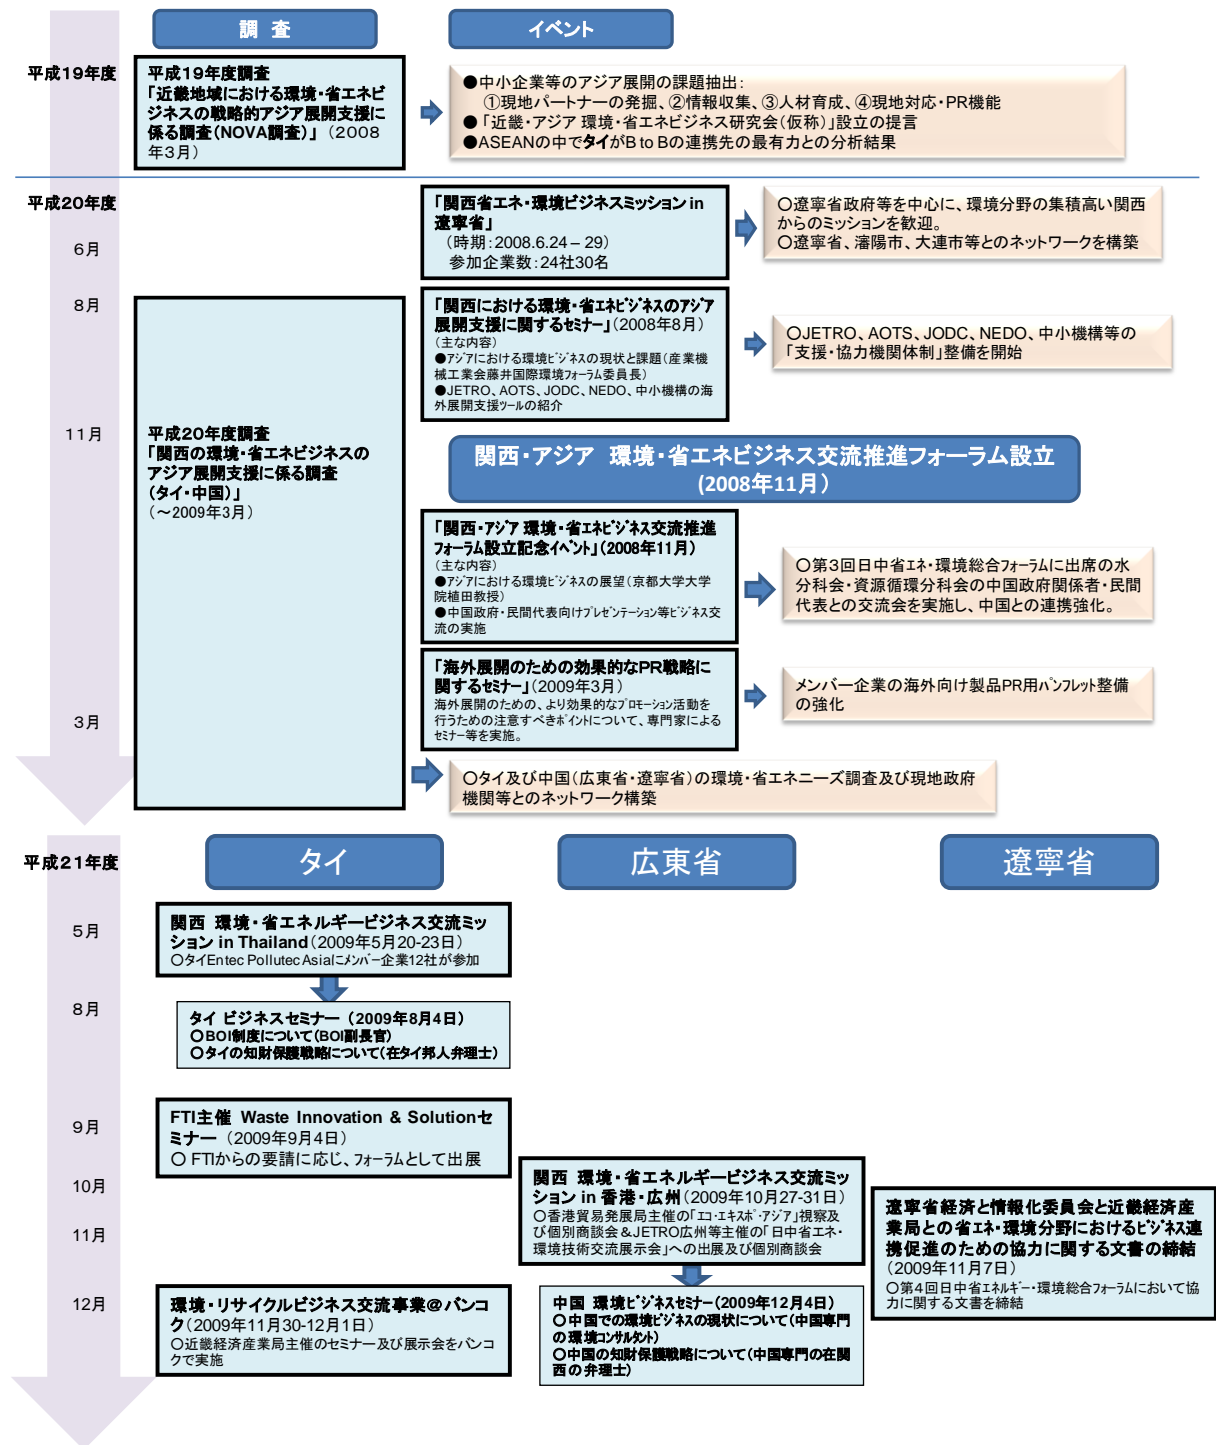 調 査
イベント
平成19年度
平成19年度調査
「近畿地域における環境・省エネビ
ジネスの戦略的アジア展開支援に
係る調査(NOVA調査)」（2008
年3月）
●中小企業等のアジア展開の課題抽出：
①現地パートナーの発掘、②情報収集、③人材育成、④現地対応・PR機能
●「近畿・アジア 環境・省エネビジネス研究会（仮称）」設立の提言
●ASEANの中でタイがB to Bの連携先の最有力との分析結果
平成20年度
6月
「関西省エネ・環境ビジネスミッション in
遼寧省」
（時期：2008.6.24 – 29）
参加企業数：24社30名
○遼寧省政府等を中心に、環境分野の集積高い関西
からのミッションを歓迎。
○遼寧省、瀋陽市、大連市等とのネットワークを構築
8月
「関西における環境・省エネビジネスのアジア
展開支援に関するセミナー」（2008年8月）
（主な内容）
●アジアにおける環境ビジネスの現状と課題（産業機
械工業会藤井国際環境フォーラム委員長）
●JETRO、AOTS、JODC、NEDO、中小機構の海
外展開支援ツールの紹介
○JETRO、AOTS、JODC、NEDO、中小機構等の
「支援・協力機関体制」整備を開始
11月
平成20年度調査
「関西の環境・省エネビジネスの
アジア展開支援に係る調査
（タイ・中国）」
（～2009年3月）
関西・アジア 環境・省エネビジネス交流推進フォーラム設立
(2008年11月）
「関西・アジア 環境・省エネビジネス交流推進
フォーラム設立記念イベント」（2008年11月）
（主な内容）
●アジアにおける環境ビジネスの展望（京都大学大学
院植田教授）
●中国政府・民間代表向けプレゼンテーション等ビジネス交
流の実施
○第3回日中省エネ・環境総合フォーラムに出席の水
分科会・資源循環分科会の中国政府関係者・民間
代表との交流会を実施し、中国との連携強化。
3月
「海外展開のための効果的なPR戦略に
関するセミナー」（2009年3月）
海外展開のための、より効果的なプロモーション活動を
行うための注意すべきポイントについて、専門家による
セミナー等を実施。
メンバー企業の海外向け製品PR用パンフレット整備
の強化
○タイ及び中国（広東省・遼寧省）の環境・省エネニーズ調査及び現地政府
機関等とのネットワーク構築
平成21年度
タイ
広東省
遼寧省
5月
関西 環境・省エネルギービジネス交流ミッ
ション in Thailand（2009年5月20-23日）
○タイEntec Pollutec Asiaにメンバー企業12社が参加
8月
タイ ビジネスセミナー （2009年8月4日）
○BOI制度について（BOI副長官）
○タイの知財保護戦略について（在タイ邦人弁理士）
9月
FTI主催 Waste Innovation & Solutionセ
ミナー （2009年9月4日）
○ FTIからの要請に応じ、フォーラムとして出展
10月
関西 環境・省エネルギービジネス交流ミッ
ション in 香港・広州（2009年10月27-31日）
○香港貿易発展局主催の「エコ・エキスポ・アジア」視察及
び個別商談会＆JETRO広州等主催の「日中省エネ・
環境技術交流展示会」への出展及び個別商談会
11月
遼寧省経済と情報化委員会と近畿経済産
業局との省エネ・環境分野におけるビジネス連
携促進のための協力に関する文書の締結
（2009年11月7日）
○第4回日中省エネルギー・環境総合フォーラムにおいて協
力に関する文書を締結
12月
環境・リサイクルビジネス交流事業＠バンコ
ク（2009年11月30-12月1日）
○近畿経済産業局主催のセミナー及び展示会をバンコ
クで実施
中国 環境ビジネスセミナー（2009年12月4日）
○中国での環境ビジネスの現状について（中国専門
の環境コンサルタント）
○中国の知財保護戦略について（中国専門の在関
西の弁理士）